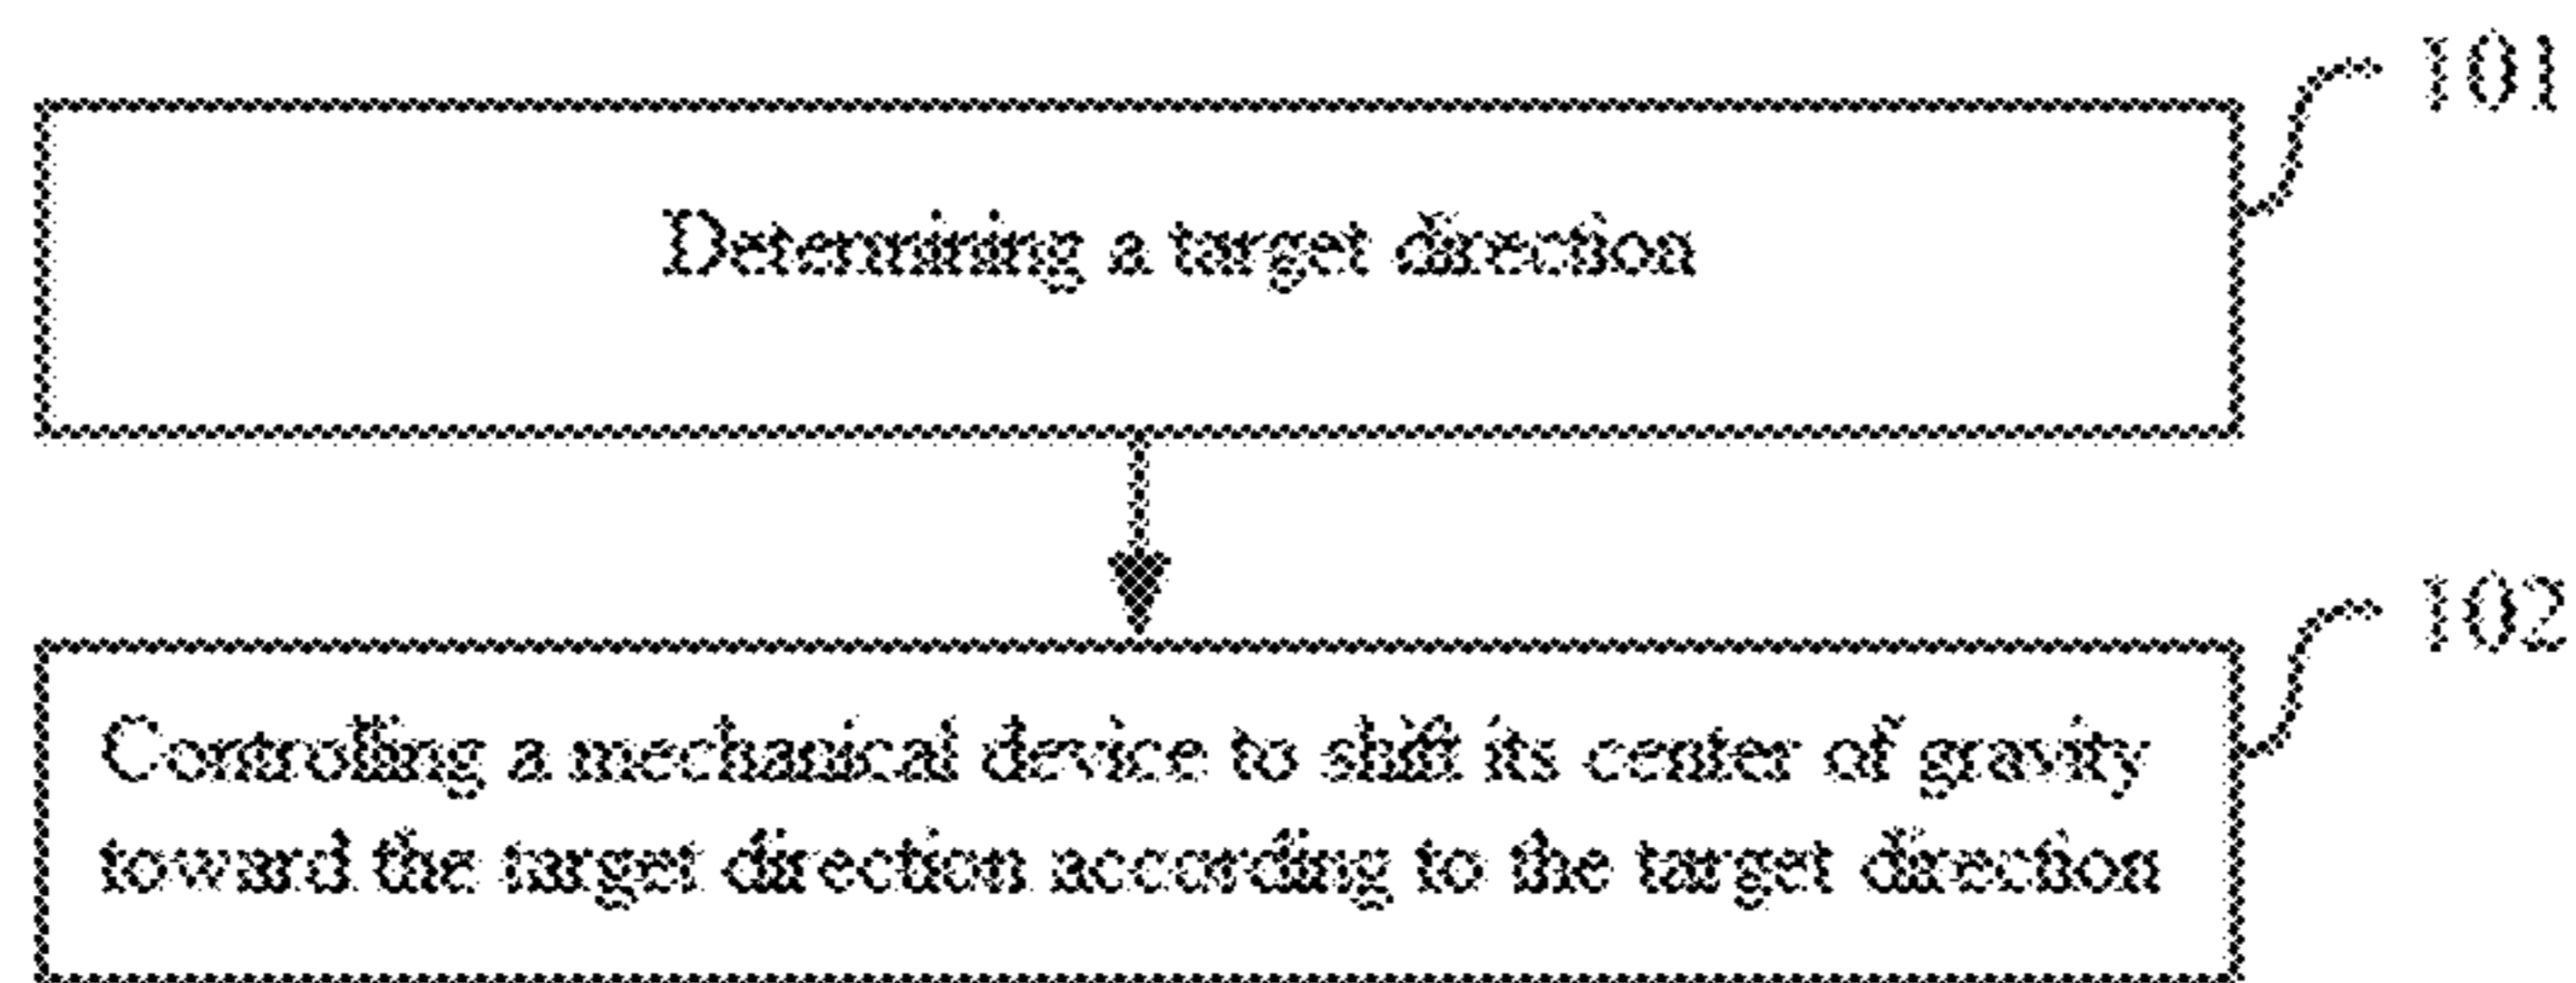 101
Determining a target direction
102
Controlling a mechanical device to shift its center of gravity
toward the target direction according to the target direction